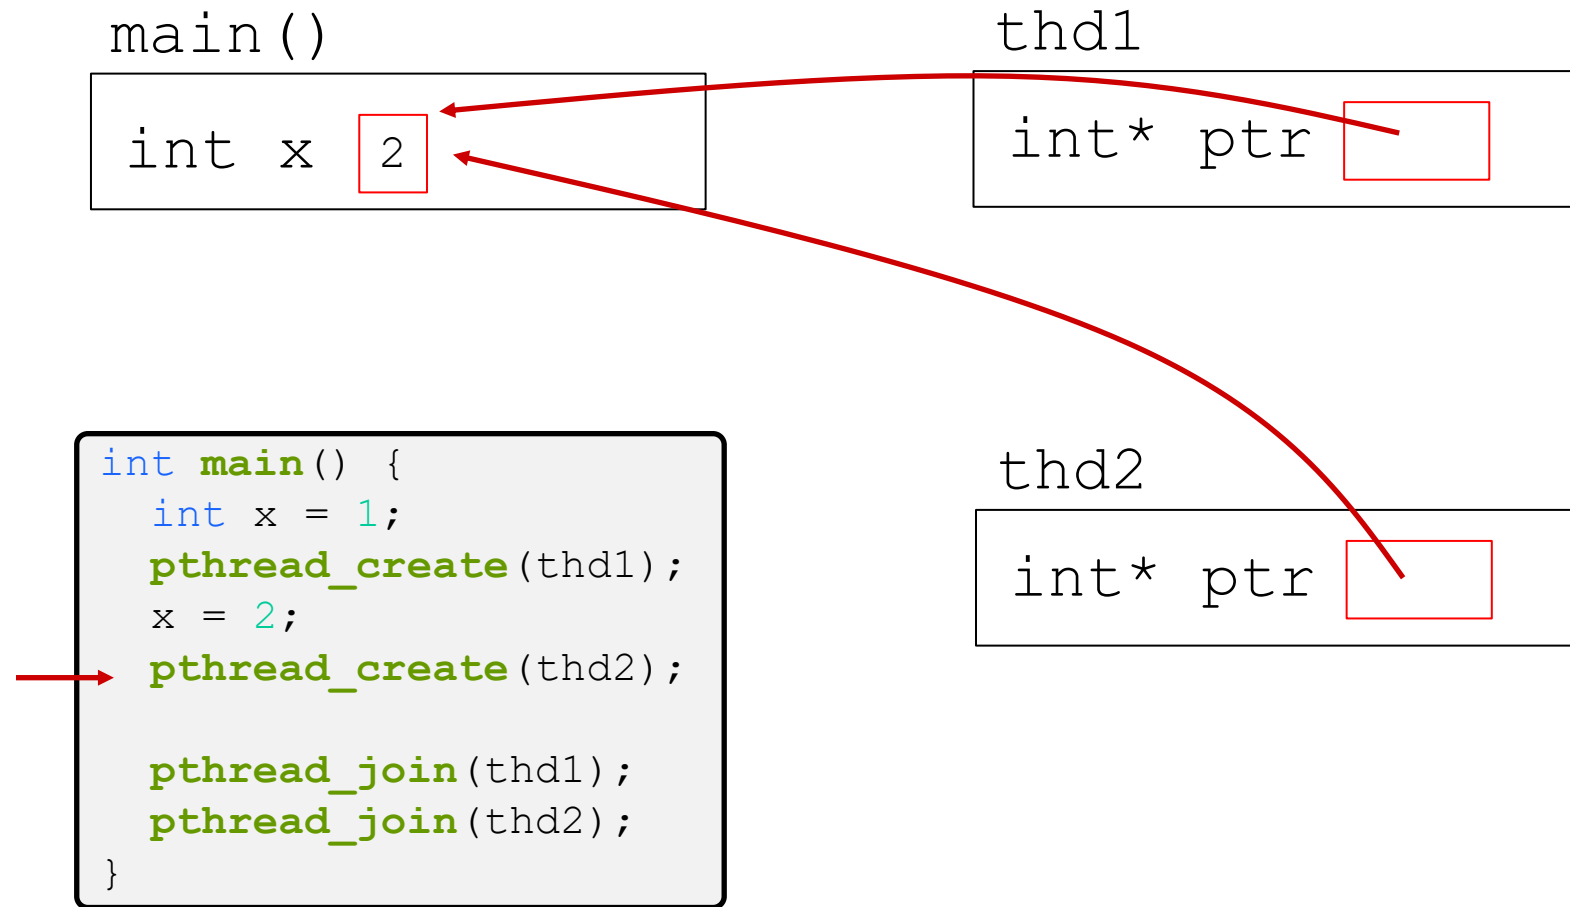 main()
int x 2
thd1
int* ptr
thd2
int* ptr
int main() {
  int x = 1;
  pthread_create(thd1);
  x = 2;
  pthread_create(thd2);

  pthread_join(thd1);
  pthread_join(thd2);
}